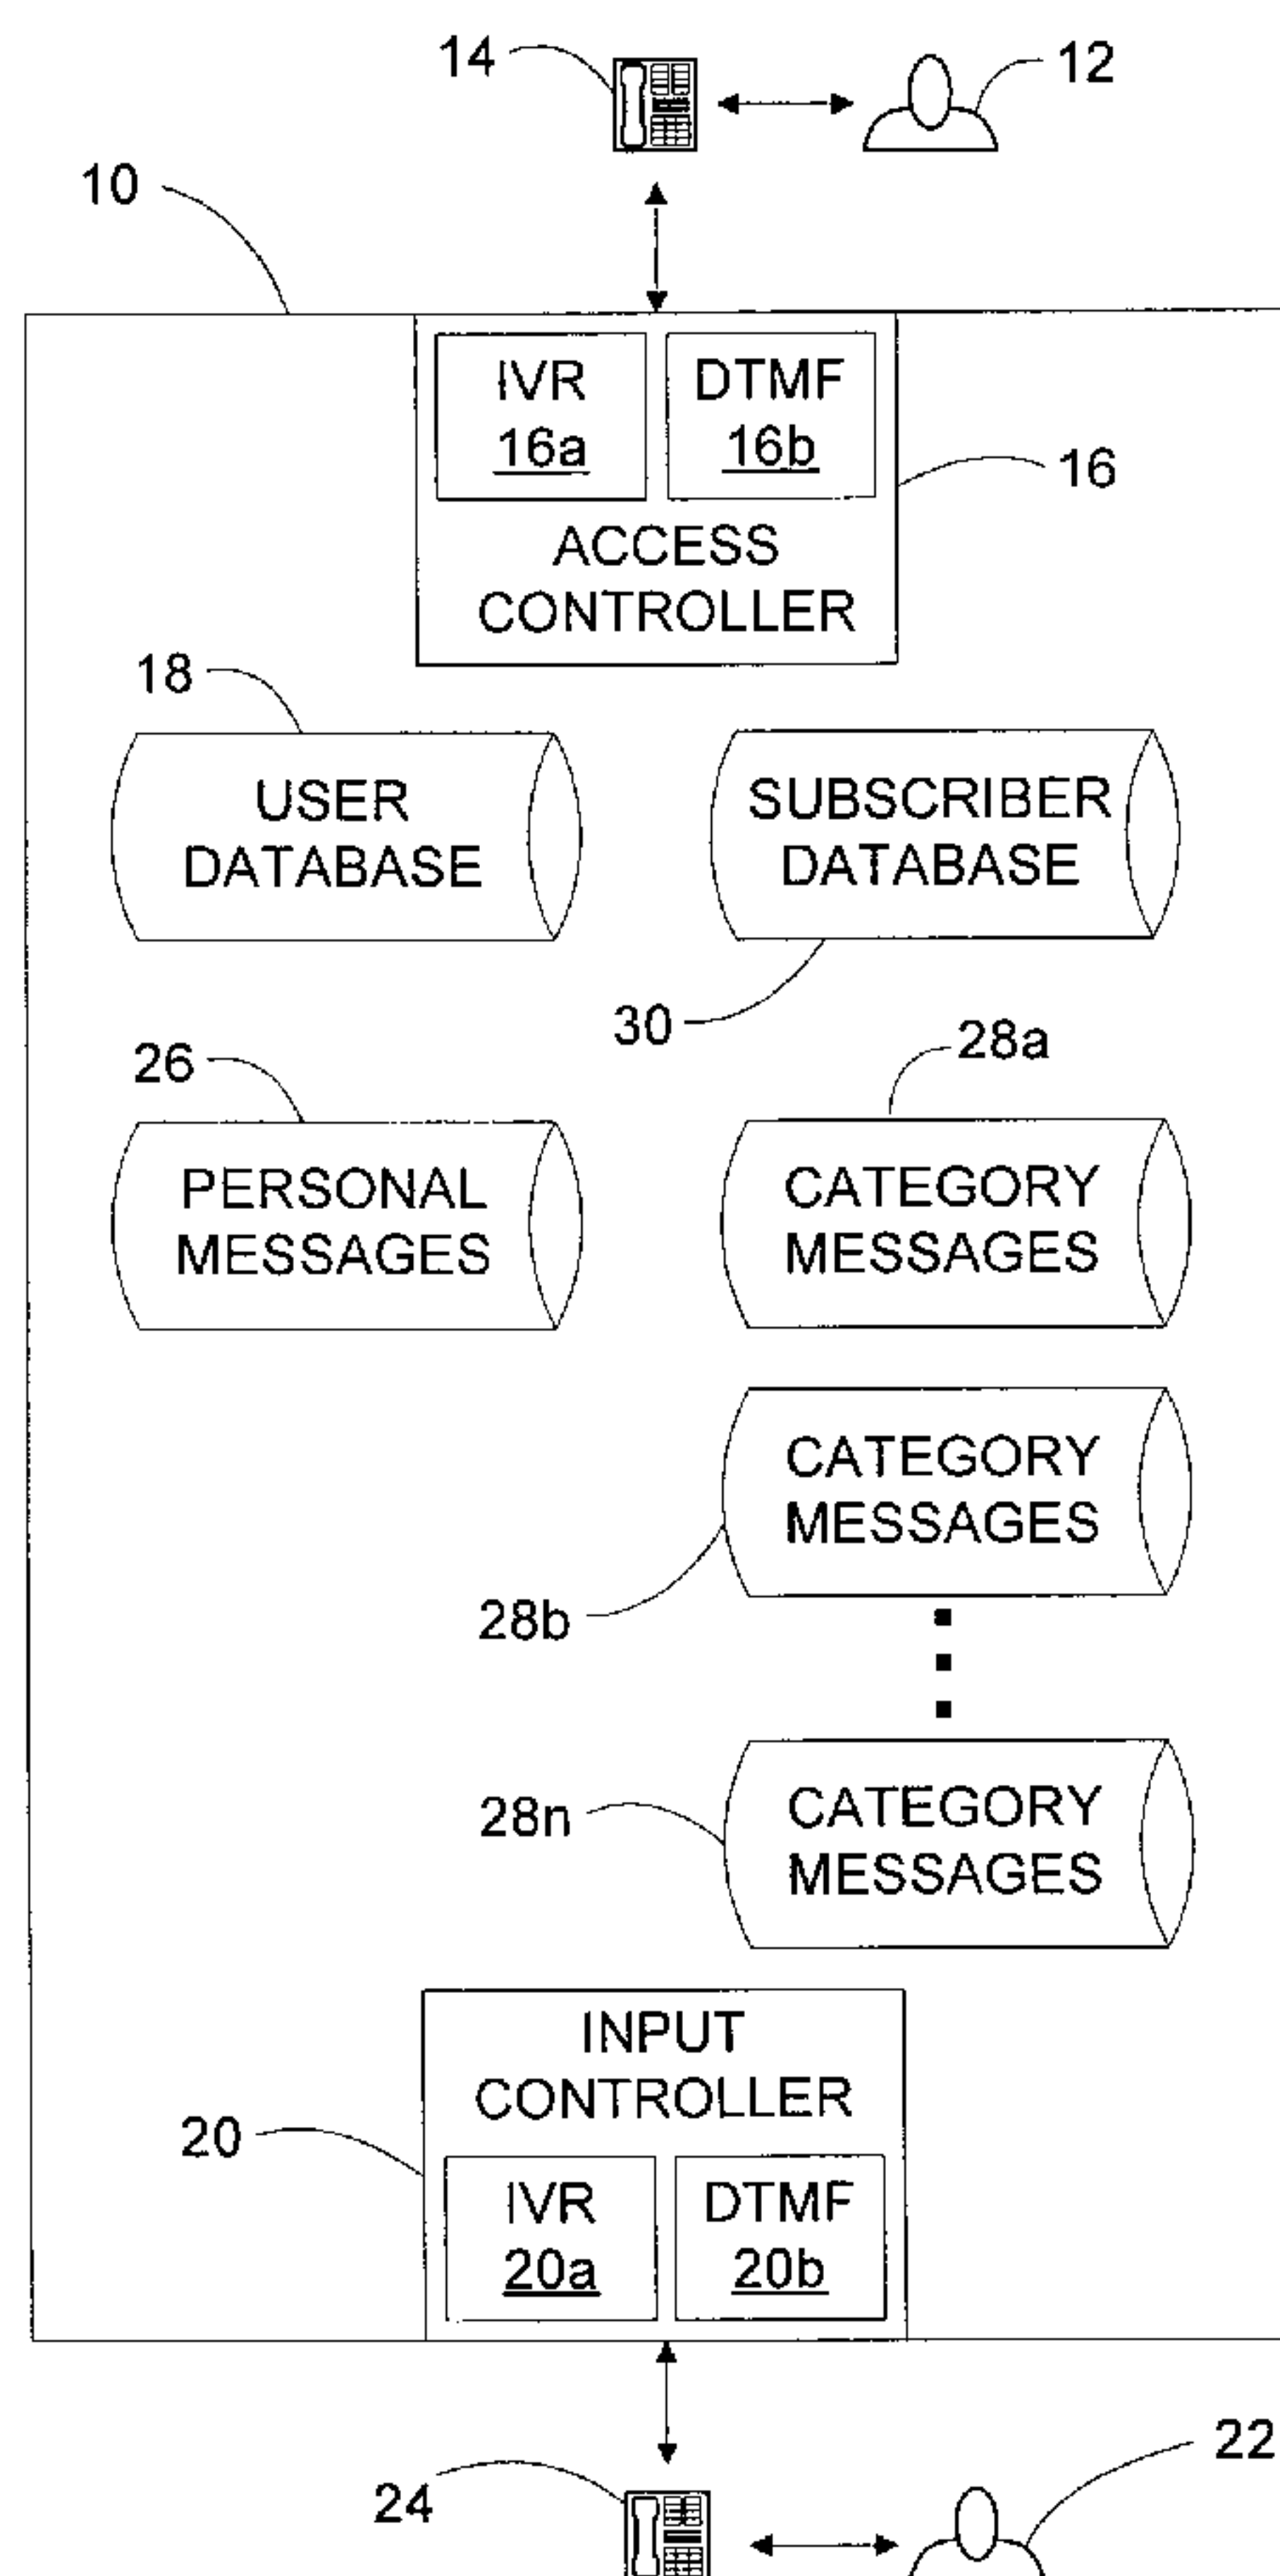 14
12
10
IVR
16a
DTMF
16b
16
ACCESS
CONTROLLER
18
USER
DATABASE
SUBSCRIBER
DATABASE
30
28a
26
PERSONAL
MESSAGES
CATEGORY
MESSAGES
CATEGORY
MESSAGES
28b
28n
CATEGORY
MESSAGES
INPUT
CONTROLLER
20
IVR
20a
DTMF
20b
22
24